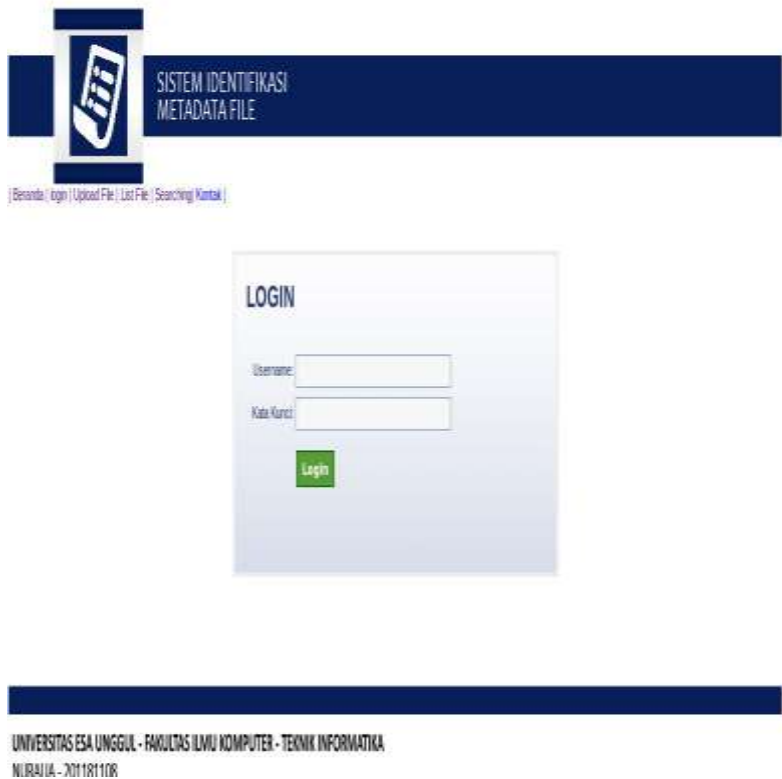 SISTEM IDENTIFIKASI
METADATA FILE
| Beranda | login | Upload File | List File | Searching| Kontak |
LOGIN
Username:
Kata Kunci:
Login
UNIVERSITAS ESA UNGGUL - FAKULTAS ILMU KOMPUTER - TEKNIK INFORMATIKA
- 201181108